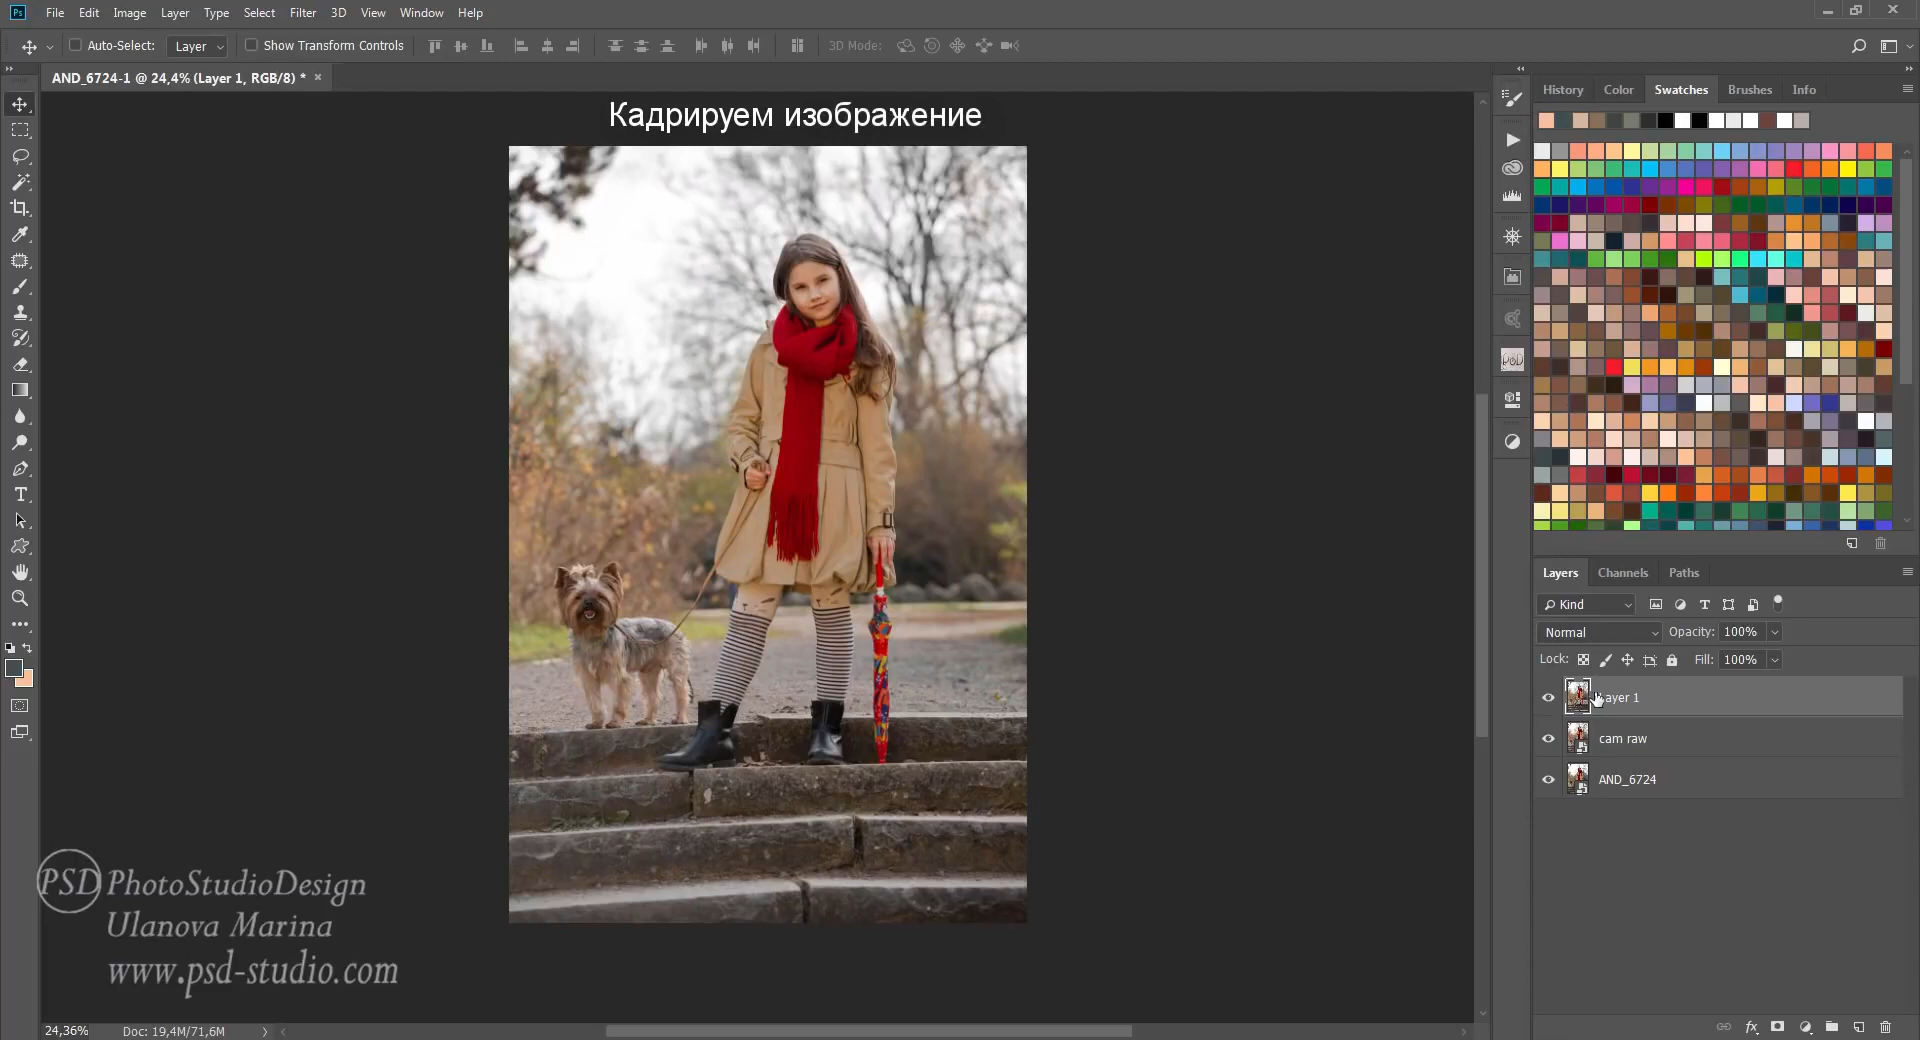 Ps File Edit Image Layer Type Select Filter 3D View Window Help
Auto-Select: Layer Show Transform Controls 3D Mode:
AND_6724-1 @ 24,4% (Layer 1, RGB/8) * ×
Кадрируем изображение
History Color Swatches Brushes Info
PSD
Layers Channels Paths
Kind
Normal Opacity: 100%
Lock: Fill: 100%
Layer 1
cam raw
AND_6724
PSD PhotoStudioDesign
Ulanova Marina
www.psd-studio.com
24,36% Doc: 19,4M/71,6M